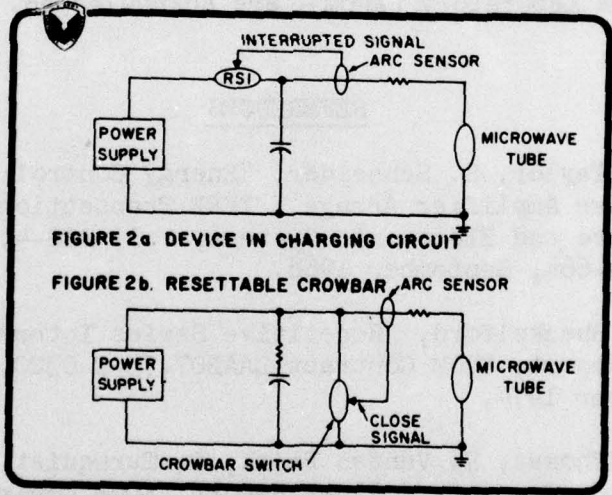 INTERRUPTED SIGNAL
ARC SENSOR
RSI
POWER
SUPPLY
MICROWAVE
TUBE
FIGURE 2a. DEVICE IN CHARGING CIRCUIT
FIGURE 2b. RESETTABLE CROWBAR
ARC SENSOR
POWER
SUPPLY
MICROWAVE
TUBE
CLOSE
SIGNAL
CROWBAR SWITCH